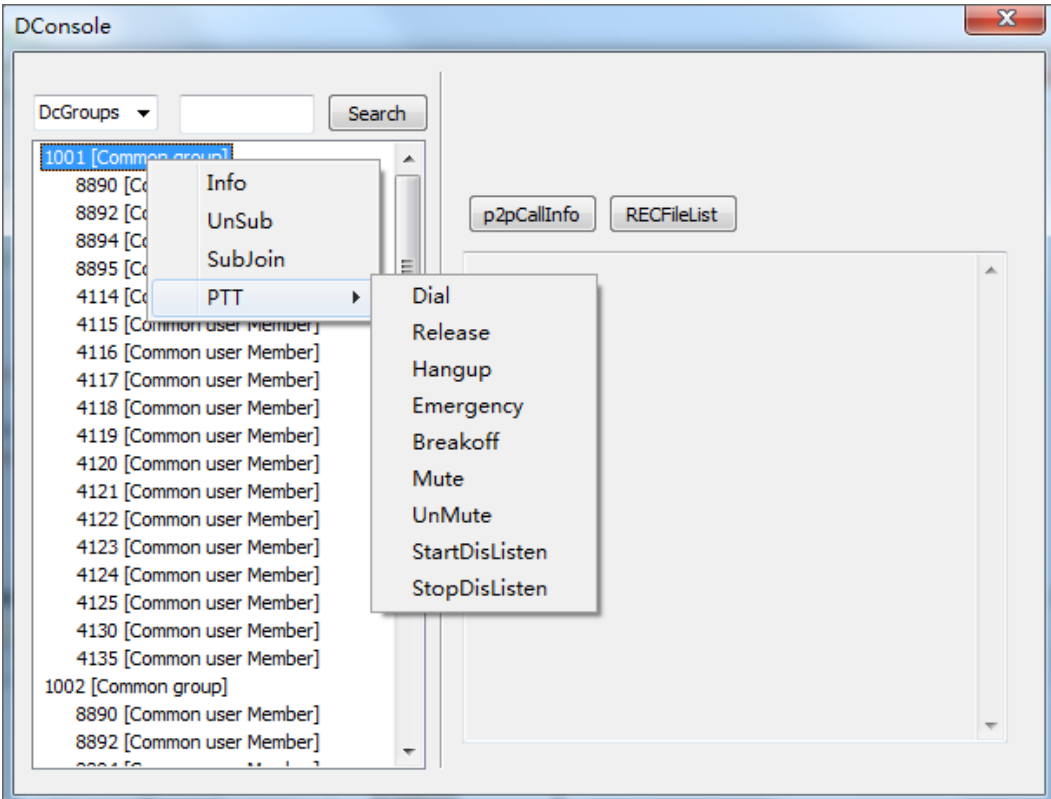 DConsole
DcGroups
Search
1001 [Common group]
8890 [Co
8892 [Co
8894 [Co
8895 [Co
4114 [Co
4115 [Common user Member]
4116 [Common user Member]
4117 [Common user Member]
4118 [Common user Member]
4119 [Common user Member]
4120 [Common user Member]
4121 [Common user Member]
4122 [Common user Member]
4123 [Common user Member]
4124 [Common user Member]
4125 [Common user Member]
4130 [Common user Member]
4135 [Common user Member]
1002 [Common group]
8890 [Common user Member]
8892 [Common user Member]
Info
UnSub
SubJoin
PTT
Dial
Release
Hangup
Emergency
Breakoff
Mute
UnMute
StartDisListen
StopDisListen
p2pCallInfo
RECFileList